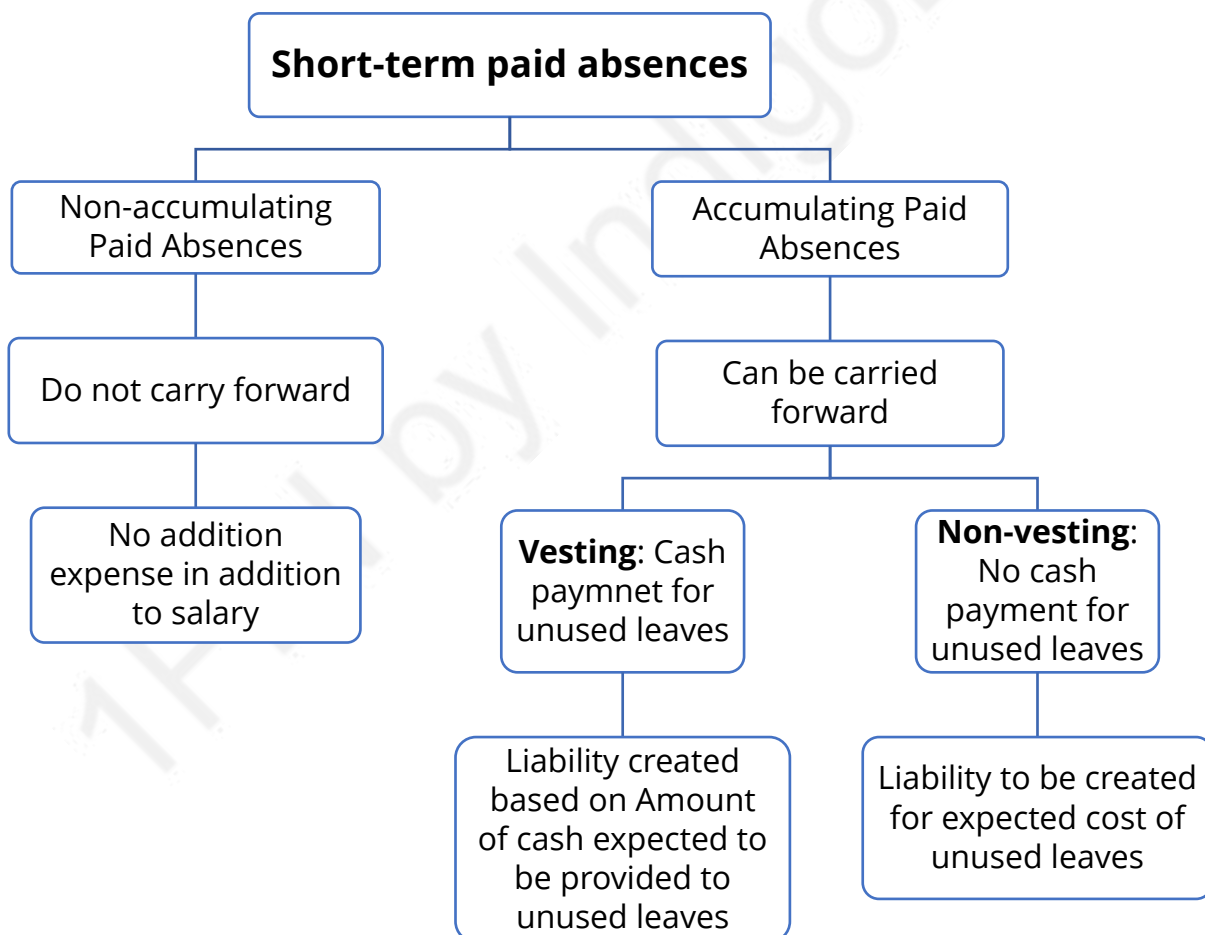 Short-term paid absences
Non-accumulating
Paid Absences
Accumulating Paid
Absences
Do not carry forward
Can be carried
forward
No addition
expense in addition
to salary
Vesting: Cash
paymnet for
unused leaves
Non-vesting:
No cash
payment for
unused leaves
Liability created
based on Amount
of cash expected to
be provided to
unused leaves
Liability to be created
for expected cost of
unused leaves
by